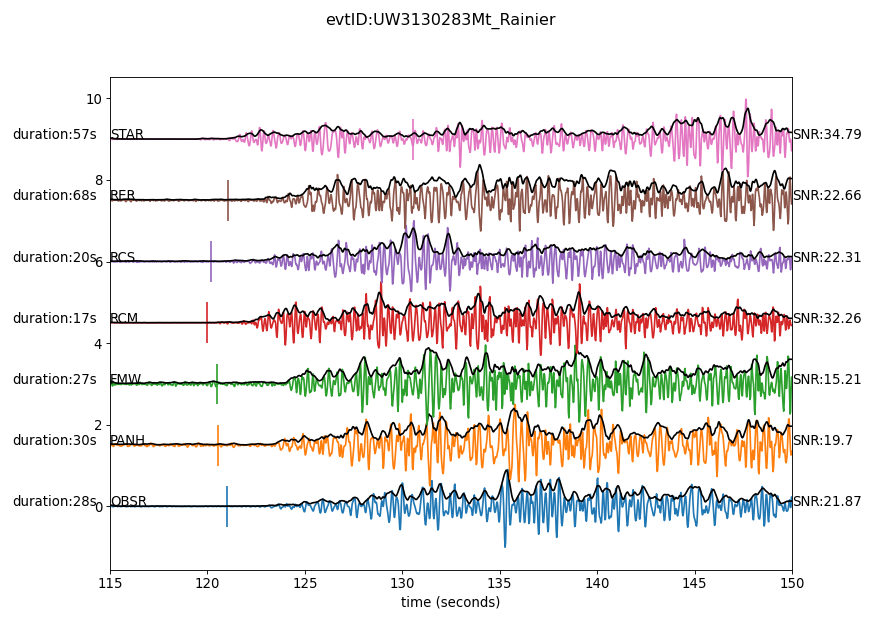 evtID:UW3130283Mt_Rainier
10
duration:57s STAR SNR:34.79
8
duration:68s RER SNR:22.66
duration:20s RCS SNR:22.31
6
duration:17s RCM SNR:32.26
4
duration:27s FMW SNR:15.21
2
duration:30s PANH SNR:19.7
duration:28s OBSR SNR:21.87
0
115 120 125 130 135 140 145 150
time (seconds)